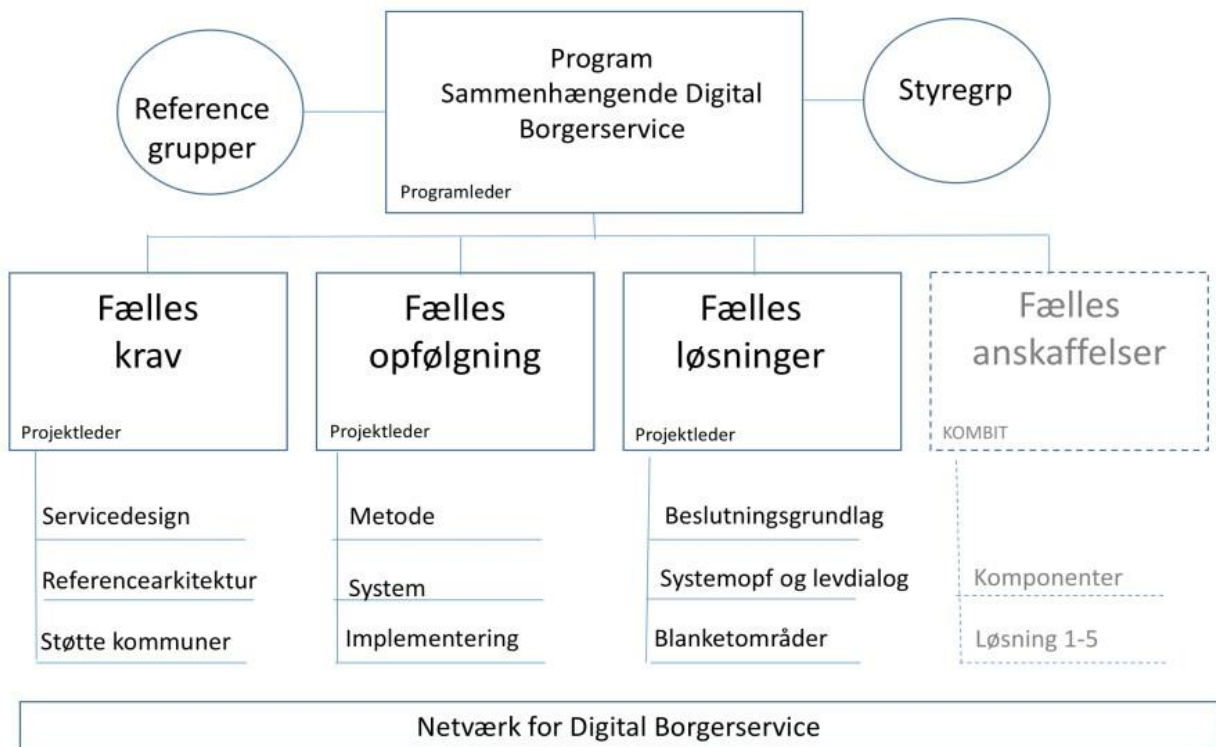 Reference
grupper
Program
Sammenhængende Digital
Borgerservice
Programleder
Styregrp
Fælles
krav
Projektleder
Servicedesign
Referencearkitektur
Støtte kommuner
Fælles
opfølgning
Projektleder
Metode
System
Implementering
Fælles
løsninger
Projektleder
Beslutningsgrundlag
Systemopf og levdialog
Blanketområder
Fælles
anskaffelser
KOMBIT
Komponenter
Løsning 1-5
Netværk for Digital Borgerservice